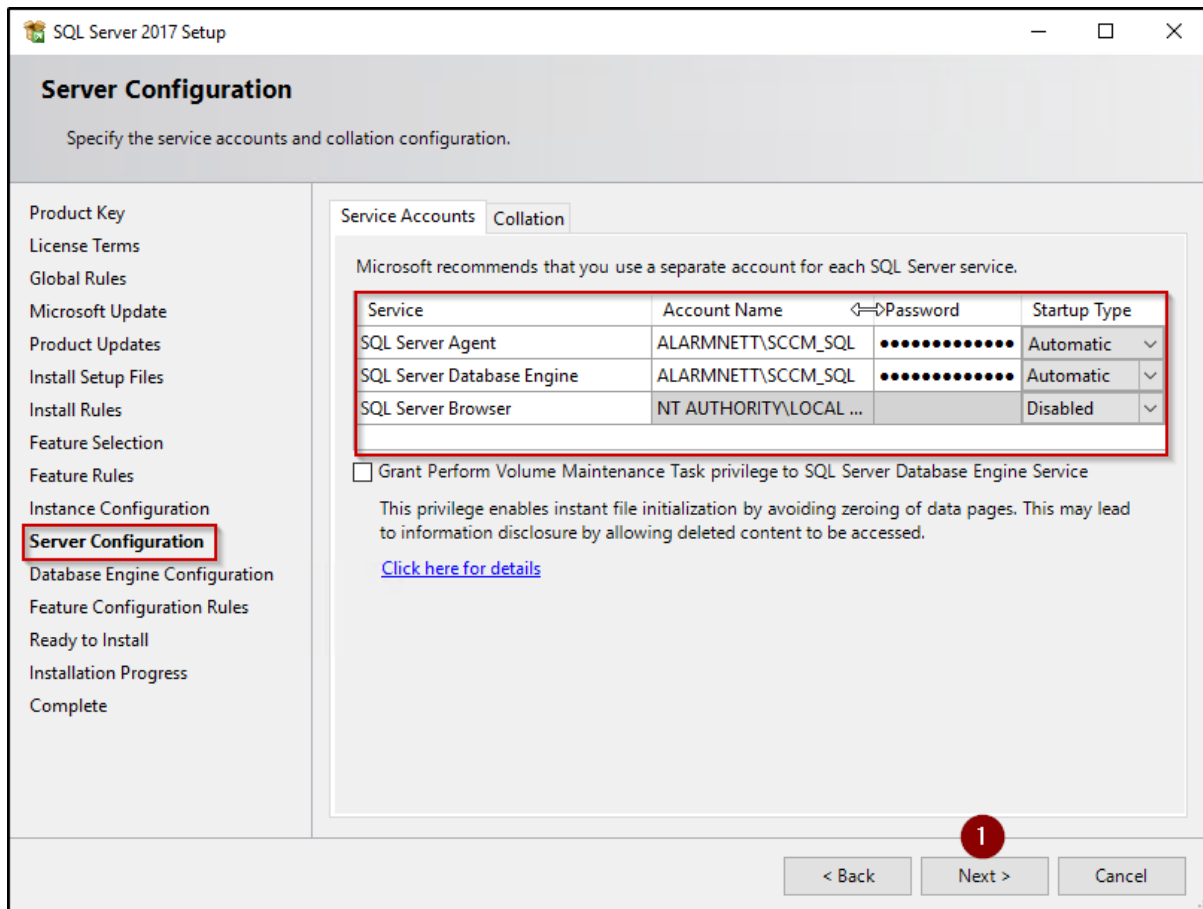 SQL Server 2017 Setup
Server Configuration
Specify the service accounts and collation configuration.
Product Key
License Terms
Global Rules
Microsoft Update
Product Updates
Install Setup Files
Install Rules
Feature Selection
Feature Rules
Instance Configuration
Server Configuration
Database Engine Configuration
Feature Configuration Rules
Ready to Install
Installation Progress
Complete
Service Accounts Collation
Microsoft recommends that you use a separate account for each SQL Server service.
Service Account Name Password Startup Type
SQL Server Agent ALARMNETT\SCCM_SQL ●●●●●●●●●●●●● Automatic
SQL Server Database Engine ALARMNETT\SCCM_SQL ●●●●●●●●●●●●● Automatic
SQL Server Browser NT AUTHORITY\LOCAL ... Disabled
Grant Perform Volume Maintenance Task privilege to SQL Server Database Engine Service
This privilege enables instant file initialization by avoiding zeroing of data pages. This may lead
to information disclosure by allowing deleted content to be accessed.
Click here for details
1
< Back Next > Cancel